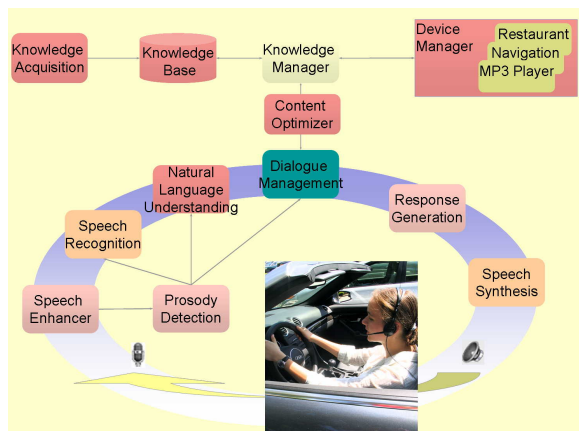 Knowledge
Acquisition
Knowledge
Base
Knowledge
Manager
Device
Manager
Restaurant
Navigation
MP3 Player
Content
Optimizer
Natural
Language
Understanding
Dialogue
Management
Response
Generation
Speech
Recognition
Speech
Synthesis
Speech
Enhancer
Prosody
Detection